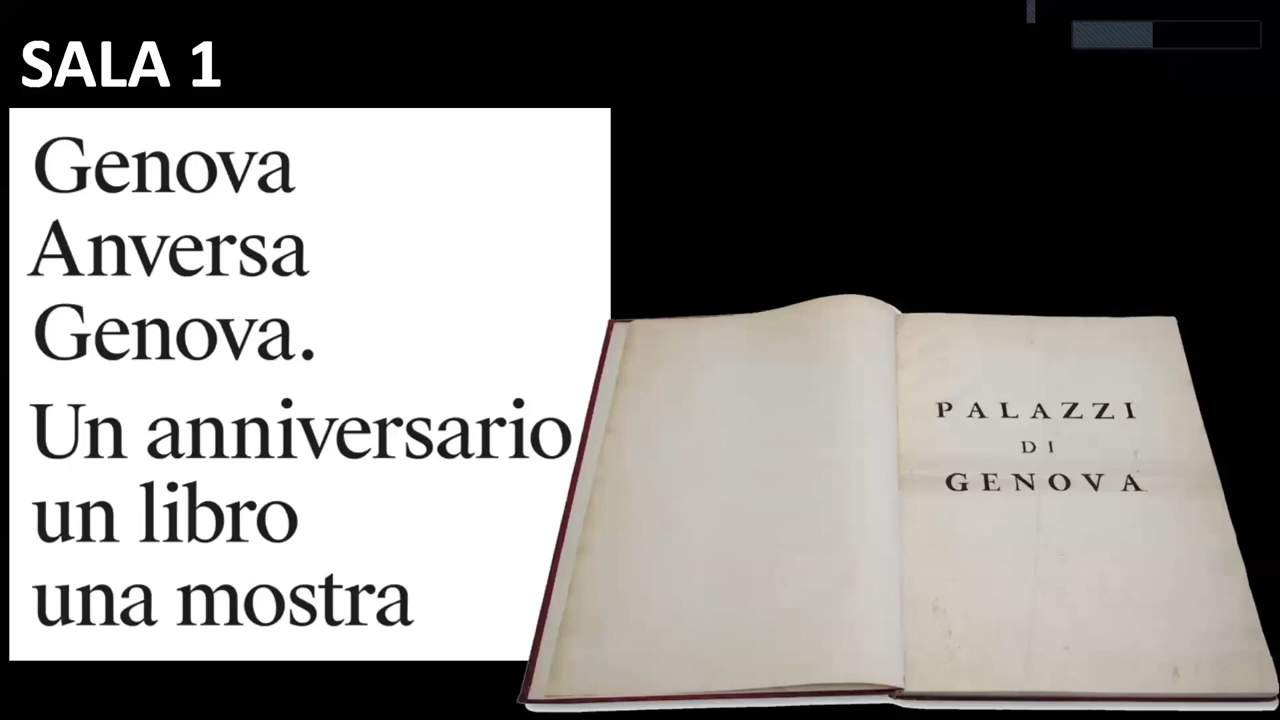 SALA 1
Genova
Anversa
Genova.
Un anniversario
un libro
una mostra
PALAZZI
DI
GENOVA